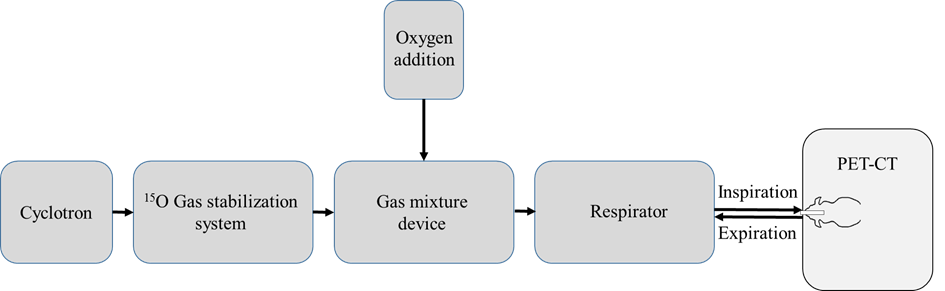 Oxygen
addition
Cyclotron
¹⁵O Gas stabilization
system
Gas mixture
device
Respirator
Inspiration
Expiration
PET-CT